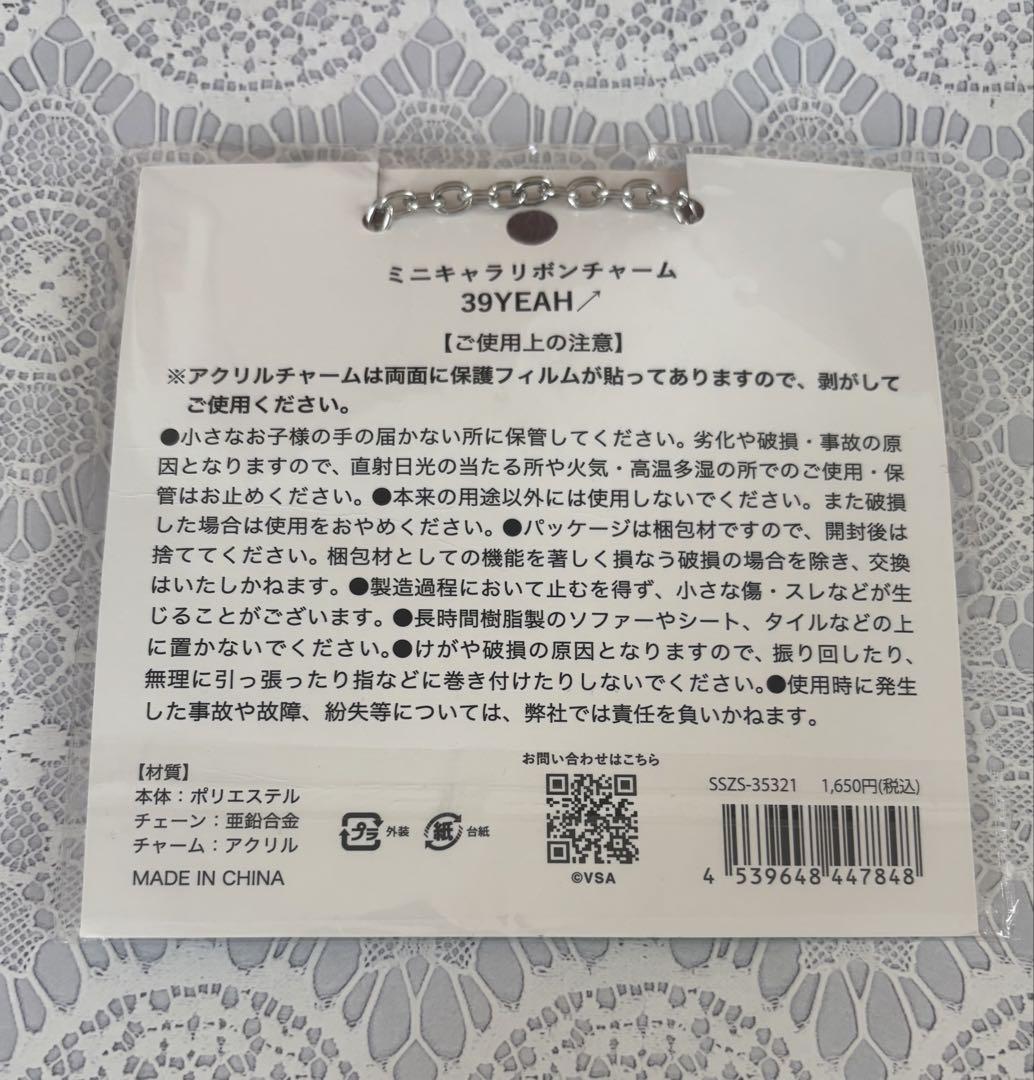 ミニキャラリボンチャーム
39YEAH↗
【ご使用上の注意】
※アクリルチャームは両面に保護フィルムが貼ってありますので、剥がして
ご使用ください。
●小さなお子様の手の届かない所に保管してください。劣化や破損・事故の原
因となりますので、直射日光の当たる所や火気・高温多湿の所でのご使用・保
管はお止めください。●本来の用途以外には使用しないでください。また破損
した場合は使用をおやめください。●パッケージは梱包材ですので、開封後は
捨ててください。梱包材としての機能を著しく損なう破損の場合を除き、交換
はいたしかねます。●製造過程において止むを得ず、小さな傷・スレなどが生
じることがございます。●長時間樹脂製のソファーやシート、タイルなどの上
に置かないでください。●けがや破損の原因となりますので、振り回したり、
無理に引っ張ったり指などに巻き付けたりしないでください。●使用時に発生
した事故や故障、紛失等については、弊社では責任を負いかねます。
【材質】
本体：ポリエステル
チェーン：亜鉛合金
チャーム：アクリル
MADE IN CHINA
プラ 外装 紙 台紙
お問い合わせはこちら
©VSA
SSZS-35321 1,650円(税込)
4 539648 447848